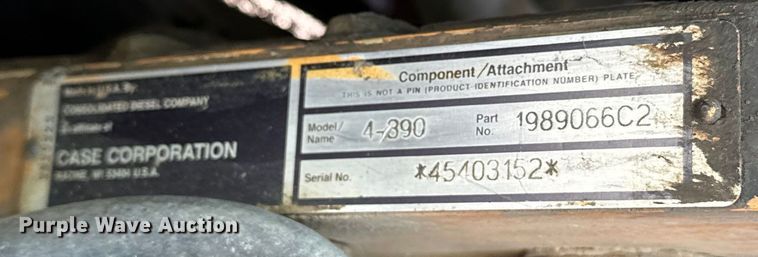 Made in U.S.A. By
CONSOLIDATED DIESEL COMPANY
CASE CORPORATION
RACINE, WI 53404 U.S.A.
Component/Attachment
THIS IS NOT A PIN (PRODUCT IDENTIFICATION NUMBER) PLATE
Model/ Name 4-390 Part No. 1989066C2
Serial No. *45403152*
Purple Wave Auction